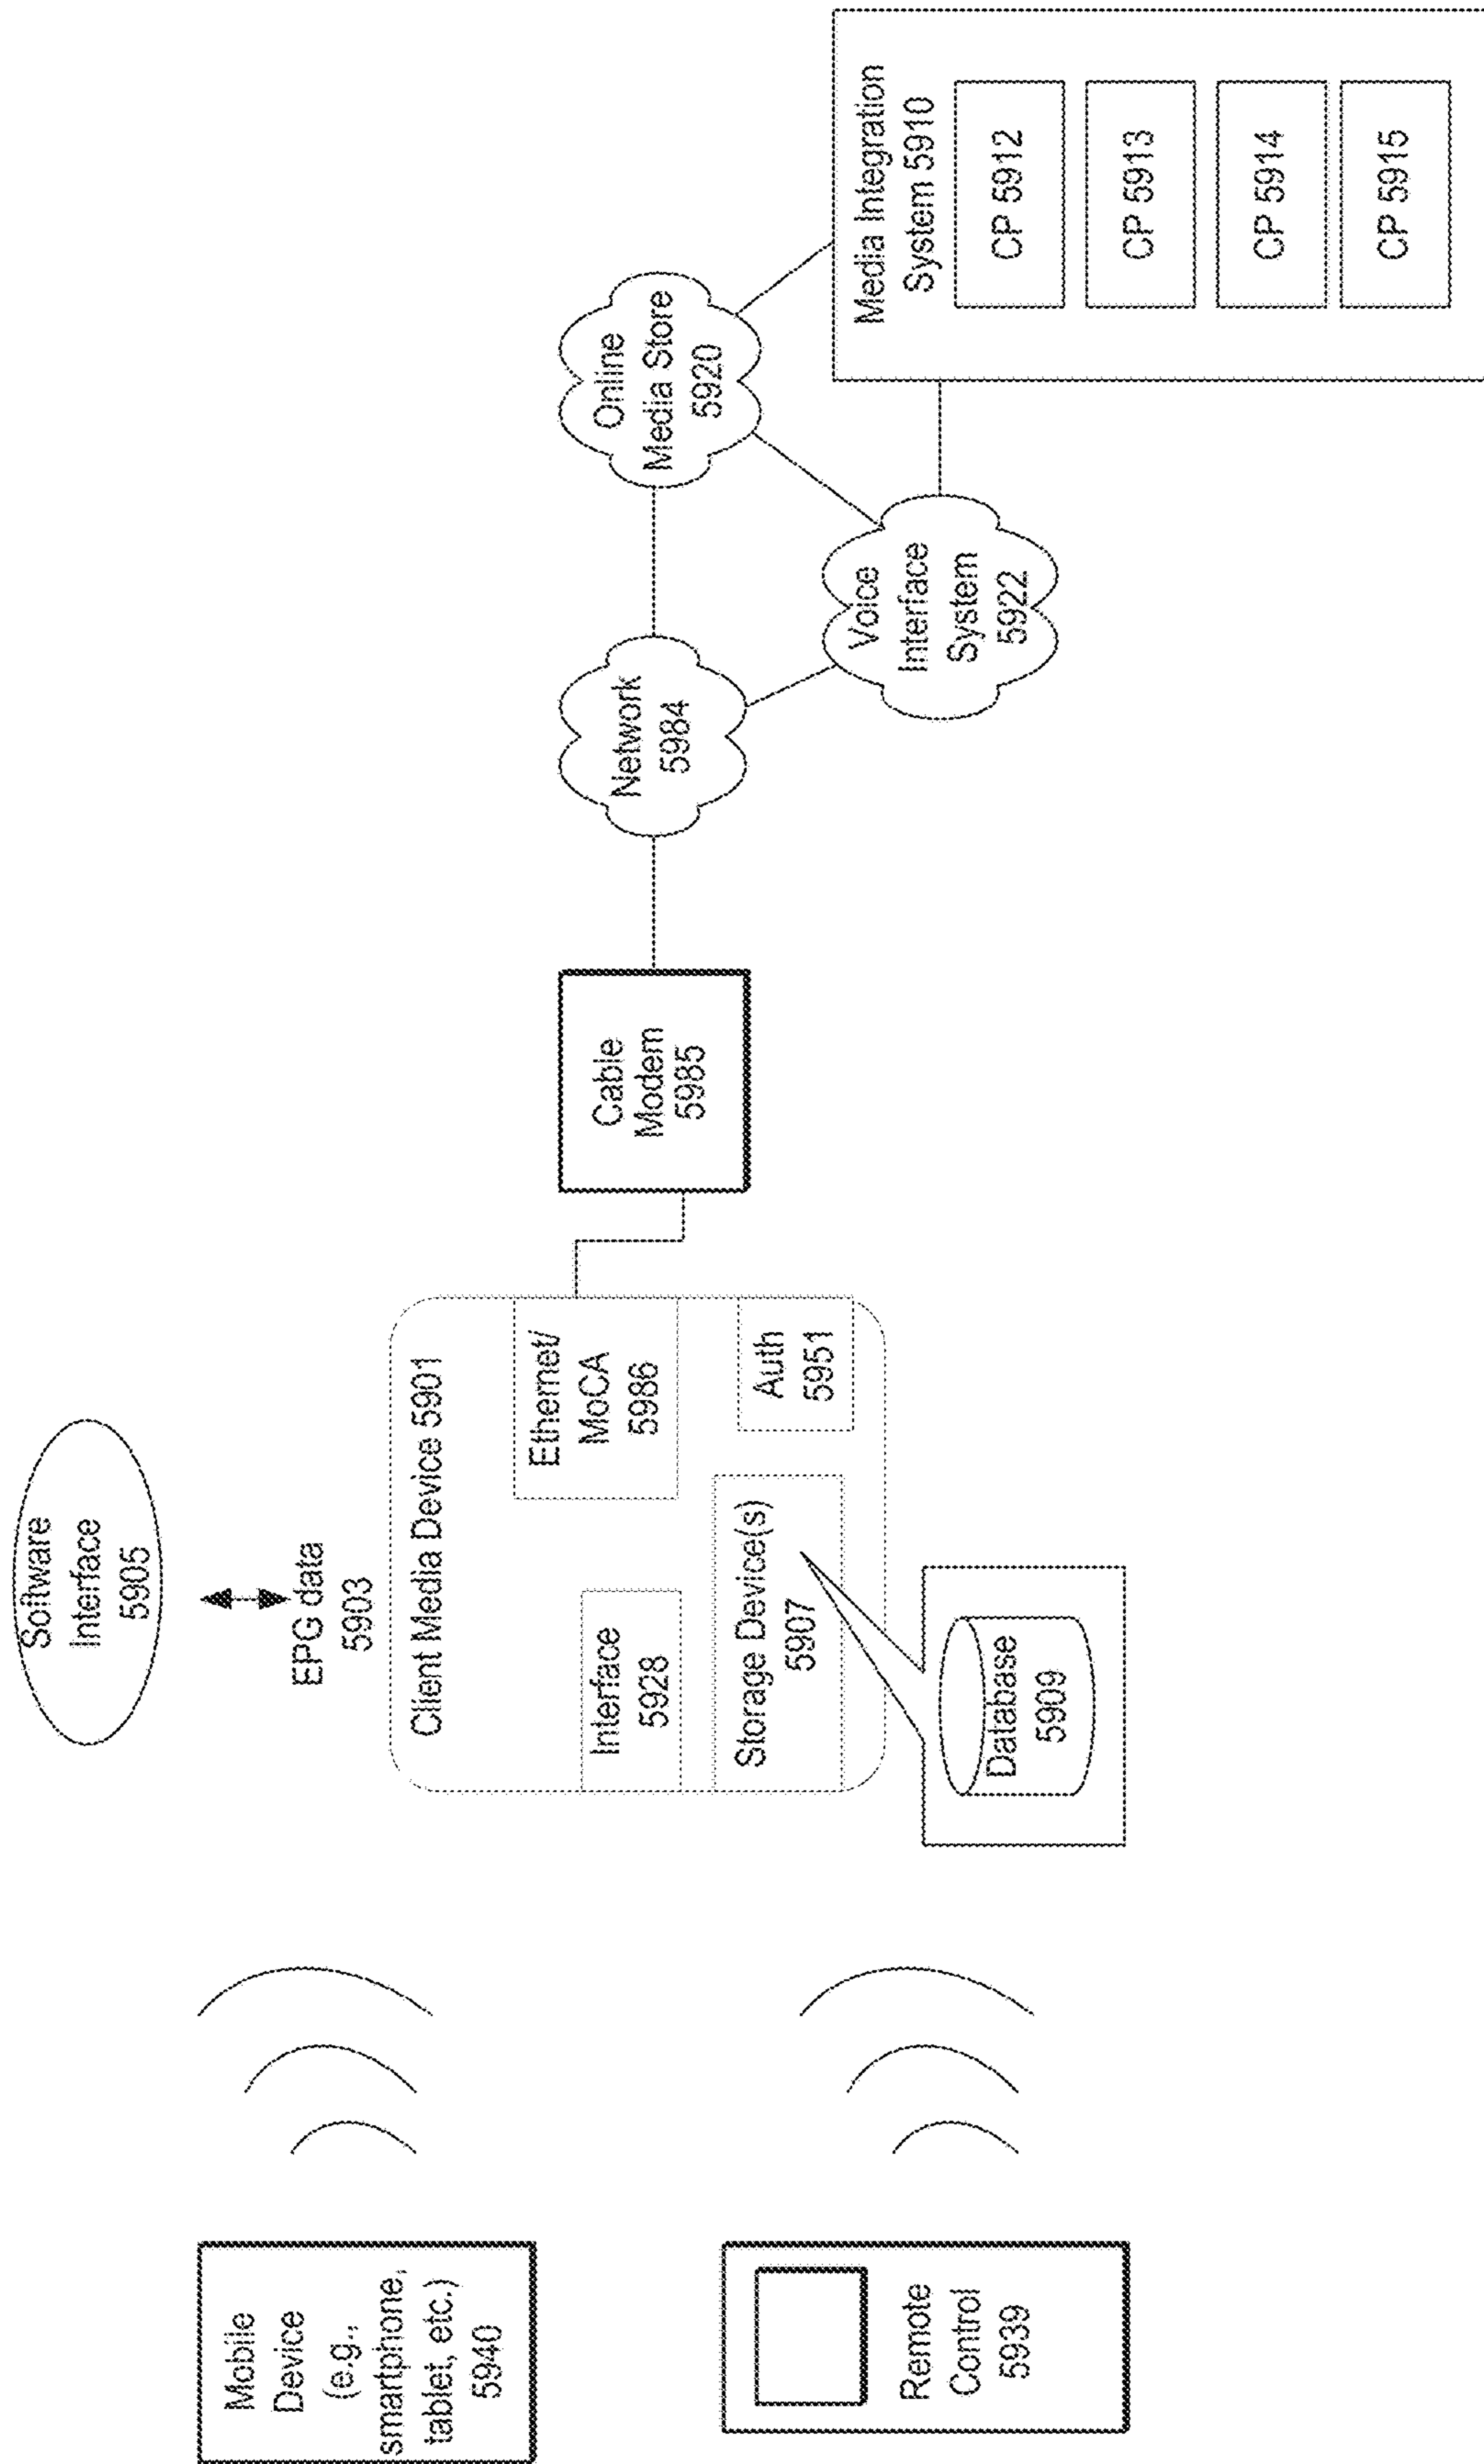 Software
Interface
5905
EPG data
5903
Mobile
Device
(e.g.,
smartphone,
tablet, etc.)
5940
Remote
Control
5939
Client Media Device 5901
Interface
5928
Ethernet/
MoCA
5986
Storage Device(s)
5907
Auth
5951
Database
5909
Cable
Modem
5985
Network
5984
Online
Media Store
5920
Voice
Interface
System
5922
Media Integration
System 5910
CP 5912
CP 5913
CP 5914
CP 5915